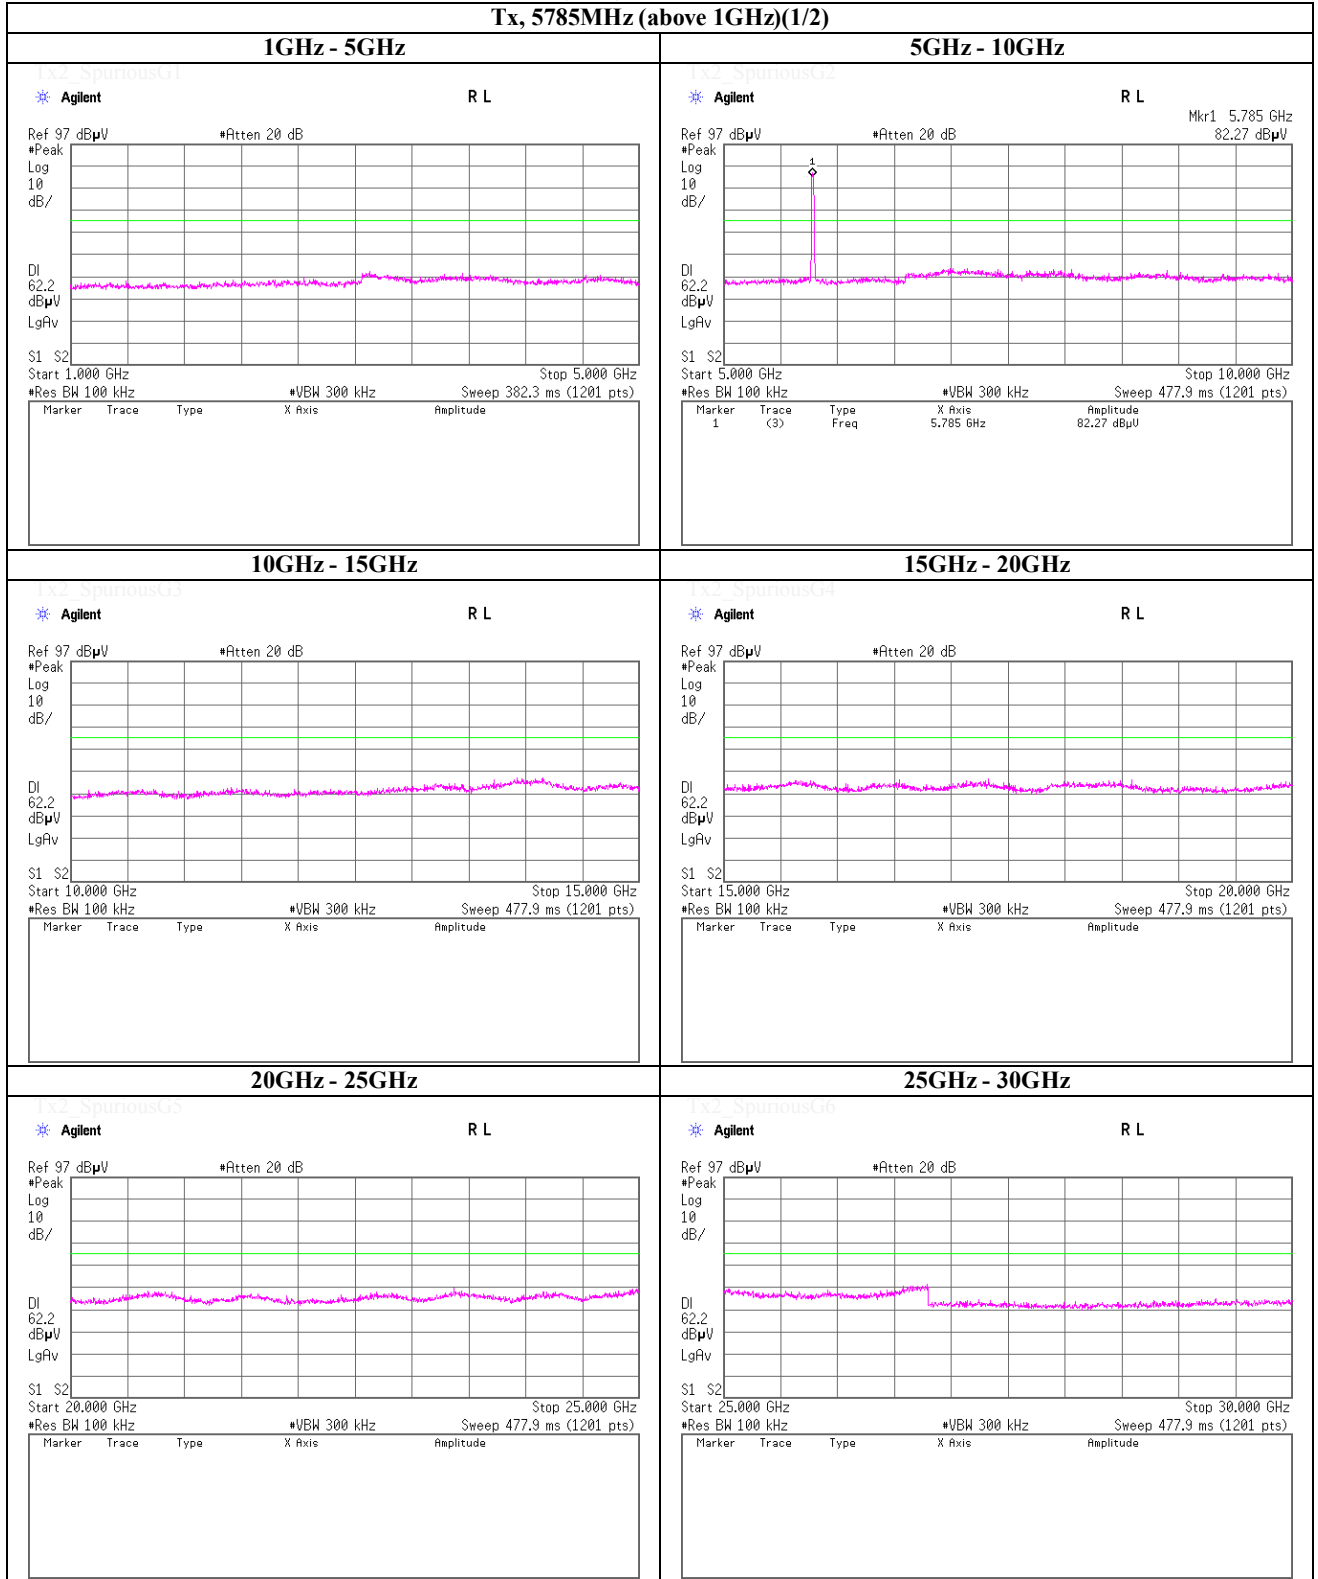 Tx, 5785MHz (above 1GHz)(1/2)
1GHz - 5GHz
5GHz - 10GHz
Tx2_SpuriousG1
Agilent
R L
Ref 97 dBµV
#Atten 20 dB
#Peak
Log
10
dB/
DI
62.2
dBµV
LgAv
S1 S2
Start 1.000 GHz
Stop 5.000 GHz
#Res BW 100 kHz
#VBW 300 kHz
Sweep 382.3 ms (1201 pts)
Marker Trace Type X Axis Amplitude
Tx2_SpuriousG2
Agilent
R L
Mkr1 5.785 GHz
Ref 97 dBµV
#Atten 20 dB
82.27 dBµV
#Peak
Log
10
dB/
1
DI
62.2
dBµV
LgAv
S1 S2
Start 5.000 GHz
Stop 10.000 GHz
#Res BW 100 kHz
#VBW 300 kHz
Sweep 477.9 ms (1201 pts)
Marker Trace Type X Axis Amplitude
1 (3) Freq 5.785 GHz 82.27 dBµV
10GHz - 15GHz
15GHz - 20GHz
Tx2_SpuriousG3
Agilent
R L
Ref 97 dBµV
#Atten 20 dB
#Peak
Log
10
dB/
DI
62.2
dBµV
LgAv
S1 S2
Start 10.000 GHz
Stop 15.000 GHz
#Res BW 100 kHz
#VBW 300 kHz
Sweep 477.9 ms (1201 pts)
Marker Trace Type X Axis Amplitude
Tx2_SpuriousG4
Agilent
R L
Ref 97 dBµV
#Atten 20 dB
#Peak
Log
10
dB/
DI
62.2
dBµV
LgAv
S1 S2
Start 15.000 GHz
Stop 20.000 GHz
#Res BW 100 kHz
#VBW 300 kHz
Sweep 477.9 ms (1201 pts)
Marker Trace Type X Axis Amplitude
20GHz - 25GHz
25GHz - 30GHz
Tx2_SpuriousG5
Agilent
R L
Ref 97 dBµV
#Atten 20 dB
#Peak
Log
10
dB/
DI
62.2
dBµV
LgAv
S1 S2
Start 20.000 GHz
Stop 25.000 GHz
#Res BW 100 kHz
#VBW 300 kHz
Sweep 477.9 ms (1201 pts)
Marker Trace Type X Axis Amplitude
Tx2_SpuriousG6
Agilent
R L
Ref 97 dBµV
#Atten 20 dB
#Peak
Log
10
dB/
DI
62.2
dBµV
LgAv
S1 S2
Start 25.000 GHz
Stop 30.000 GHz
#Res BW 100 kHz
#VBW 300 kHz
Sweep 477.9 ms (1201 pts)
Marker Trace Type X Axis Amplitude